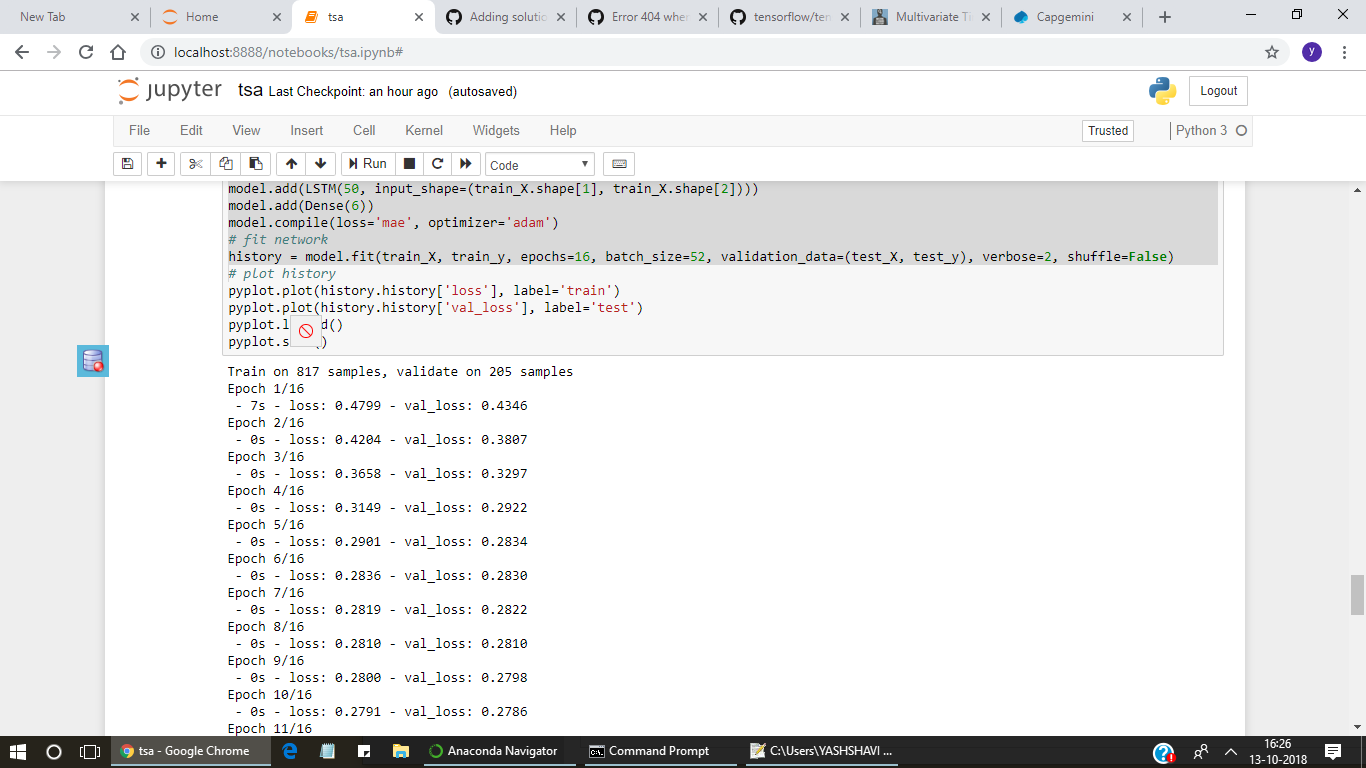 New Tab
Home
tsa
Adding solutio
Error 404 wher
tensorflow/ten
Multivariate Ti
Capgemini
localhost:8888/notebooks/tsa.ipynb#
y
jupyter tsa Last Checkpoint: an hour ago (autosaved)
Logout
File Edit View Insert Cell Kernel Widgets Help
Trusted
Python 3
Run
Code
model.add(LSTM(50, input_shape=(train_X.shape[1], train_X.shape[2])))
model.add(Dense(6))
model.compile(loss='mae', optimizer='adam')
# fit network
history = model.fit(train_X, train_y, epochs=16, batch_size=52, validation_data=(test_X, test_y), verbose=2, shuffle=False)
# plot history
pyplot.plot(history.history['loss'], label='train')
pyplot.plot(history.history['val_loss'], label='test')
pyplot.l d()
pyplot.s )
Train on 817 samples, validate on 205 samples
Epoch 1/16
- 7s - loss: 0.4799 - val_loss: 0.4346
Epoch 2/16
- 0s - loss: 0.4204 - val_loss: 0.3807
Epoch 3/16
- 0s - loss: 0.3658 - val_loss: 0.3297
Epoch 4/16
- 0s - loss: 0.3149 - val_loss: 0.2922
Epoch 5/16
- 0s - loss: 0.2901 - val_loss: 0.2834
Epoch 6/16
- 0s - loss: 0.2836 - val_loss: 0.2830
Epoch 7/16
- 0s - loss: 0.2819 - val_loss: 0.2822
Epoch 8/16
- 0s - loss: 0.2810 - val_loss: 0.2810
Epoch 9/16
- 0s - loss: 0.2800 - val_loss: 0.2798
Epoch 10/16
- 0s - loss: 0.2791 - val_loss: 0.2786
Epoch 11/16
tsa - Google Chrome
Anaconda Navigator
Command Prompt
C:\Users\YASHSHAVI ...
16:26
13-10-2018